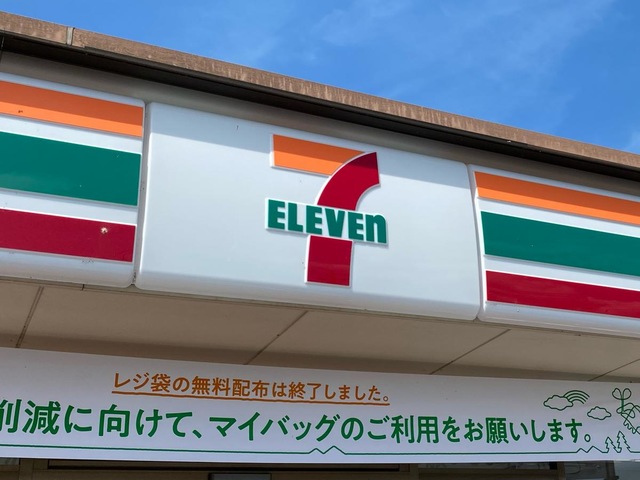 7
ELEVEn
レジ袋の無料配布は終了しました。
削減に向けて、マイバッグのご利用をお願いします。